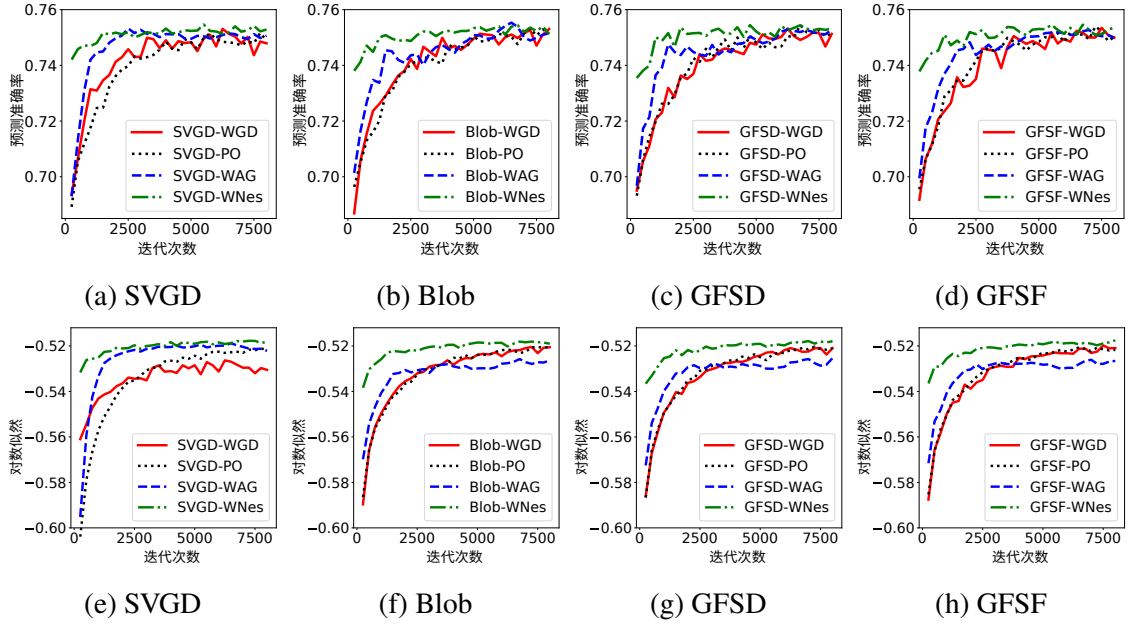 0.76
0.74
0.72
0.70
预测准确率
SVGD-WGD
SVGD-PO
SVGD-WAG
SVGD-WNes
0 2500 5000 7500
迭代次数
(a) SVGD
0.76
0.74
0.72
0.70
预测准确率
Blob-WGD
Blob-PO
Blob-WAG
Blob-WNes
0 2500 5000 7500
迭代次数
(b) Blob
0.76
0.74
0.72
0.70
预测准确率
GFSD-WGD
GFSD-PO
GFSD-WAG
GFSD-WNes
0 2500 5000 7500
迭代次数
(c) GFSD
0.76
0.74
0.72
0.70
预测准确率
GFSF-WGD
GFSF-PO
GFSF-WAG
GFSF-WNes
0 2500 5000 7500
迭代次数
(d) GFSF
−0.52
−0.54
−0.56
−0.58
−0.60
对数似然
SVGD-WGD
SVGD-PO
SVGD-WAG
SVGD-WNes
0 2500 5000 7500
迭代次数
(e) SVGD
−0.52
−0.54
−0.56
−0.58
−0.60
对数似然
Blob-WGD
Blob-PO
Blob-WAG
Blob-WNes
0 2500 5000 7500
迭代次数
(f) Blob
−0.52
−0.54
−0.56
−0.58
−0.60
对数似然
GFSD-WGD
GFSD-PO
GFSD-WAG
GFSD-WNes
0 2500 5000 7500
迭代次数
(g) GFSD
−0.52
−0.54
−0.56
−0.58
−0.60
对数似然
GFSF-WGD
GFSF-PO
GFSF-WAG
GFSF-WNes
0 2500 5000 7500
迭代次数
(h) GFSF